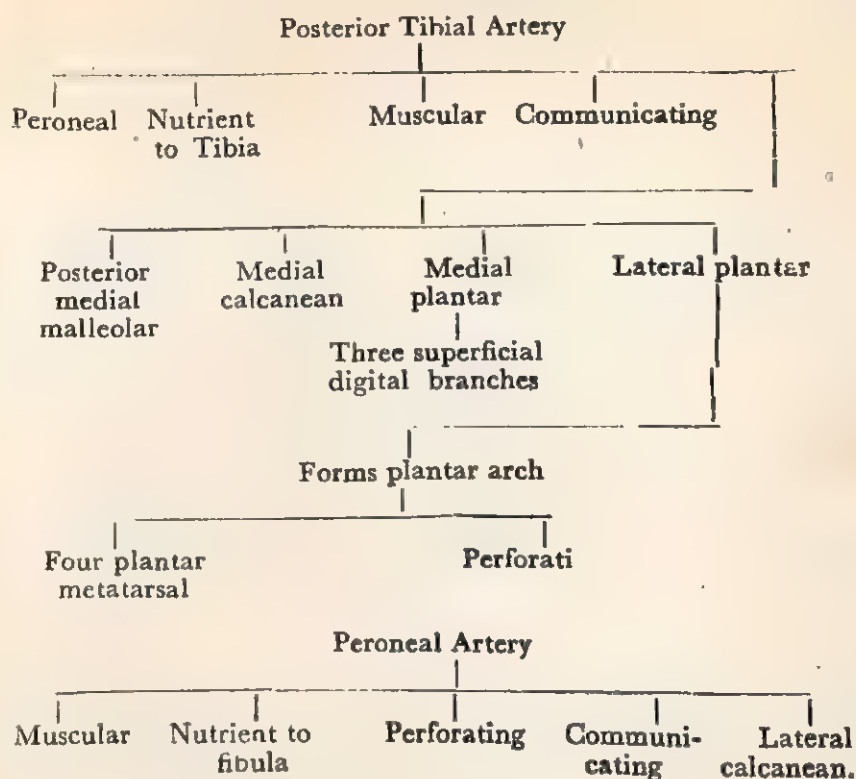 Posterior Tibial Artery
Peroneal Nutrient Muscular Communicating
to Tibia
Posterior Medial Medial Lateral plantar
medial calcanean plantar
malleolar
Three superficial
digital branches
Forms plantar arch
Four plantar Perforati
metatarsal
Peroneal Artery
Muscular Nutrient to Perforating Communi- Lateral
fibula cating calcanean.